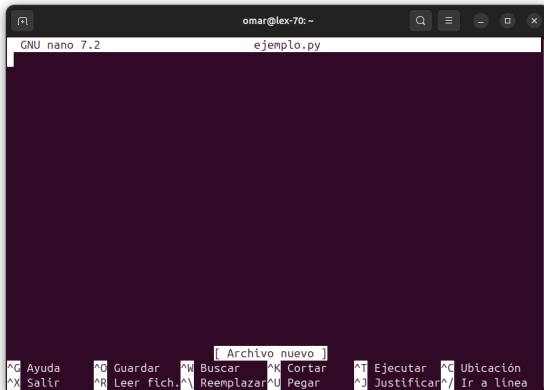 omar@lex-70: ~
GNU nano 7.2 ejemplo.py
[ Archivo nuevo ]
^G Ayuda ^O Guardar ^W Buscar ^K Cortar ^T Ejecutar ^C Ubicación
^X Salir ^R Leer fich. ^\ Reemplazar ^U Pegar ^J Justificar ^/ Ir a línea